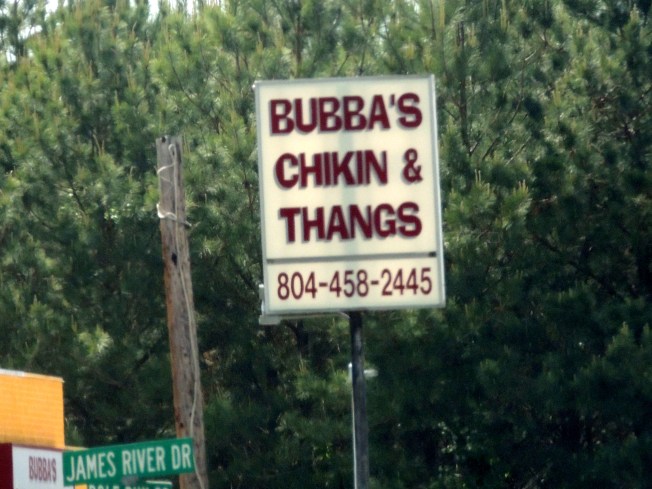 BUBBA'S
CHIKIN &
THANGS
804-458-2445
BUBBA'S
JAMES RIVER DR